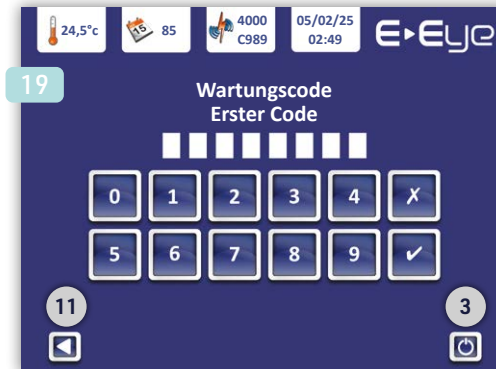 24,5°c
15
85
4000
C989
05/02/25
02:49
E‣Eye
19
Wartungscode
Erster Code
0 1 2 3 4 ✗
5 6 7 8 9 ✔
11 3